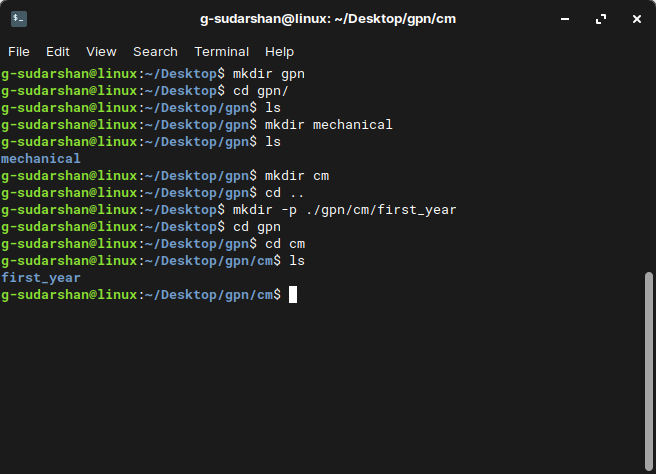 g-sudarshan@linux: ~/Desktop/gpn/cm
File Edit View Search Terminal Help
g-sudarshan@linux:~/Desktop$ mkdir gpn
g-sudarshan@linux:~/Desktop$ cd gpn/
g-sudarshan@linux:~/Desktop/gpn$ ls
g-sudarshan@linux:~/Desktop/gpn$ mkdir mechanical
g-sudarshan@linux:~/Desktop/gpn$ ls
mechanical
g-sudarshan@linux:~/Desktop/gpn$ mkdir cm
g-sudarshan@linux:~/Desktop/gpn$ cd ..
g-sudarshan@linux:~/Desktop$ mkdir -p ./gpn/cm/first_year
g-sudarshan@linux:~/Desktop$ cd gpn
g-sudarshan@linux:~/Desktop/gpn$ cd cm
g-sudarshan@linux:~/Desktop/gpn/cm$ ls
first_year
g-sudarshan@linux:~/Desktop/gpn/cm$